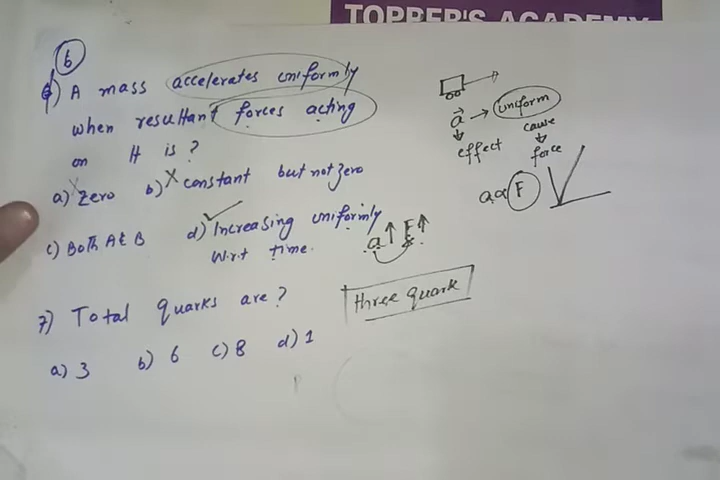 TOPPER'S ACADEMY
6
Q) A mass accelerates uniformly
when resultant forces acting
on It is?
a) Zero b) constant but not zero
c) Both A & B d) Increasing uniformly
w.r.t time.
a↑ F↑
a⃗ → uniform
cause
effect
force
a ∝ F
7) Total quarks are?
three quark
a) 3 b) 6 c) 8 d) 1